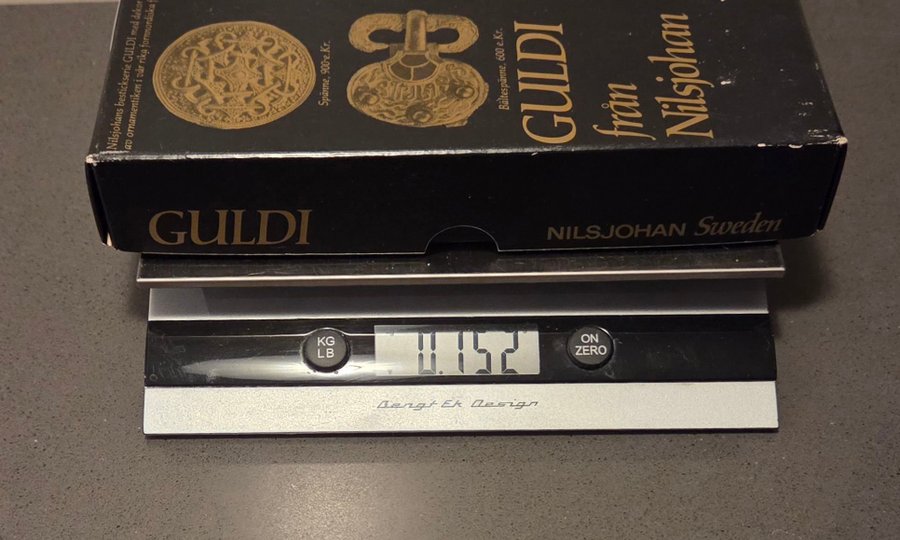 Nilsjohans bestickserie GULDI med dekor
av ornamentiken i vår rika fornnordiska
Spänne, 900 e.Kr.
Bältespänne. 600 e.Kr.
GULDI
från
Nilsjohan
GULDI
NILSJOHAN Sweden
KG
LB
0.152
ON
ZERO
Bengt Ek Design